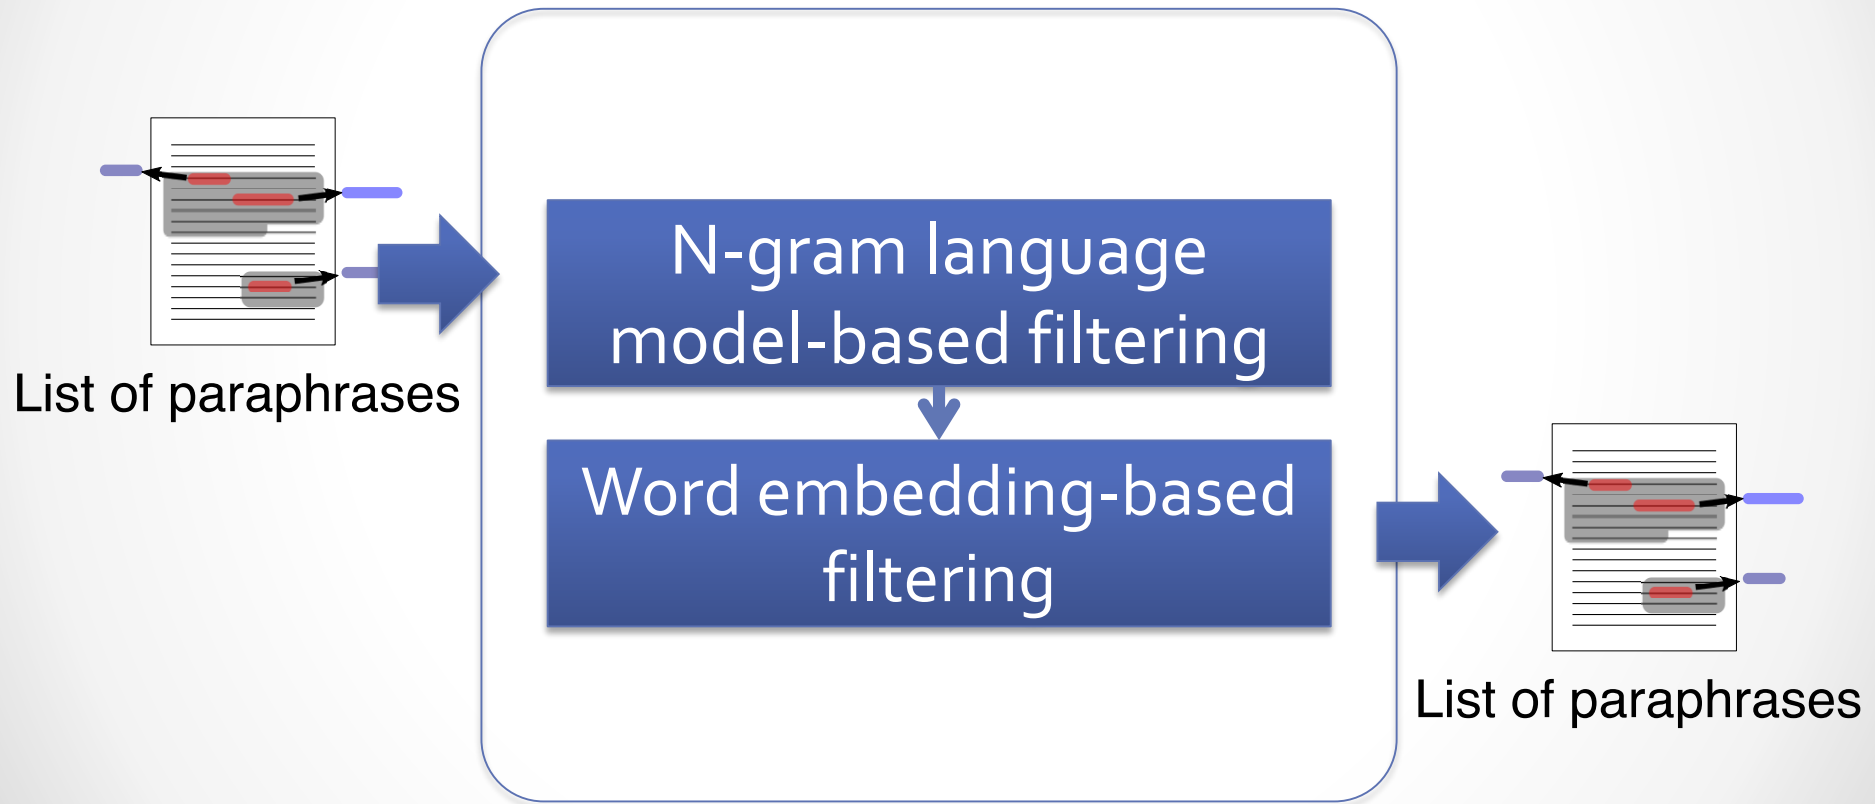 List of paraphrases
N-gram language
model-based filtering
Word embedding-based
filtering
List of paraphrases